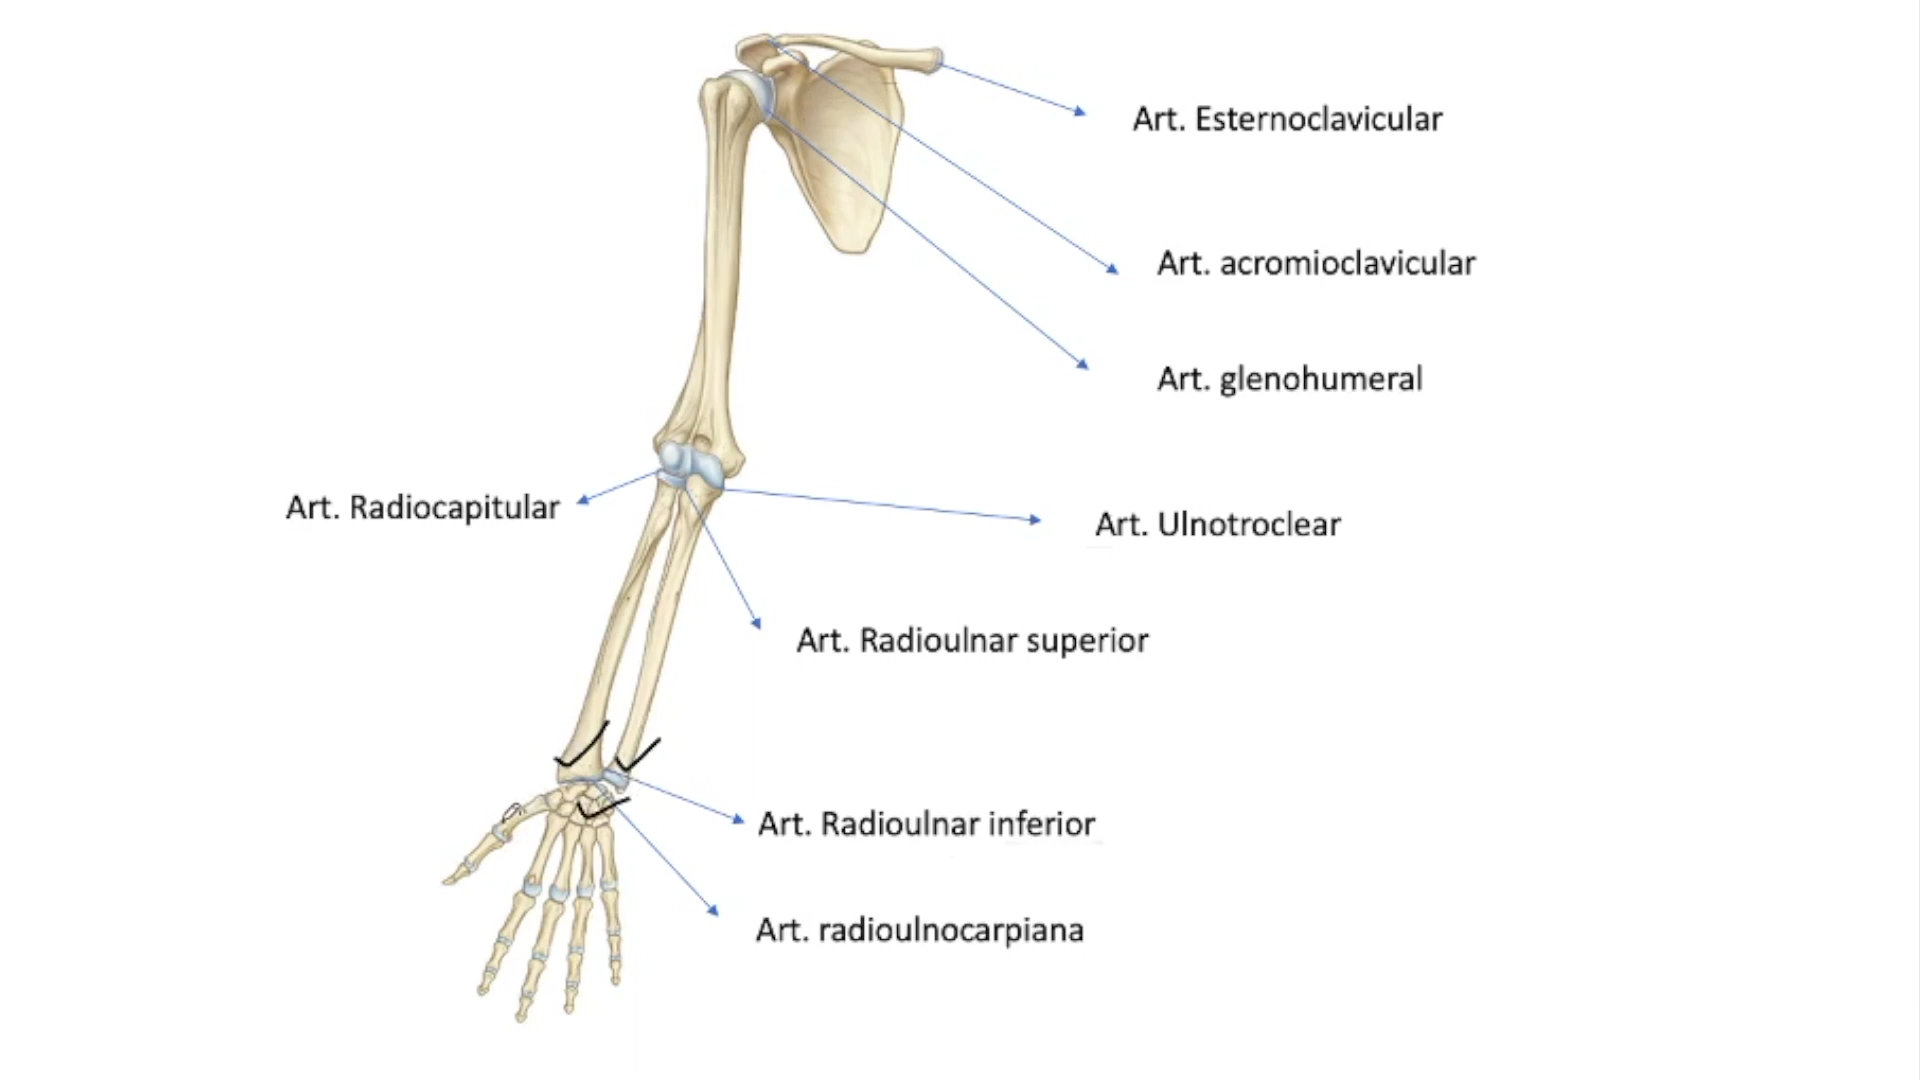 Art. Esternoclavicular
Art. acromioclavicular
Art. glenohumeral
Art. Radiocapitular
Art. Ulnotroclear
Art. Radioulnar superior
Art. Radioulnar inferior
Art. radioulnocarpiana